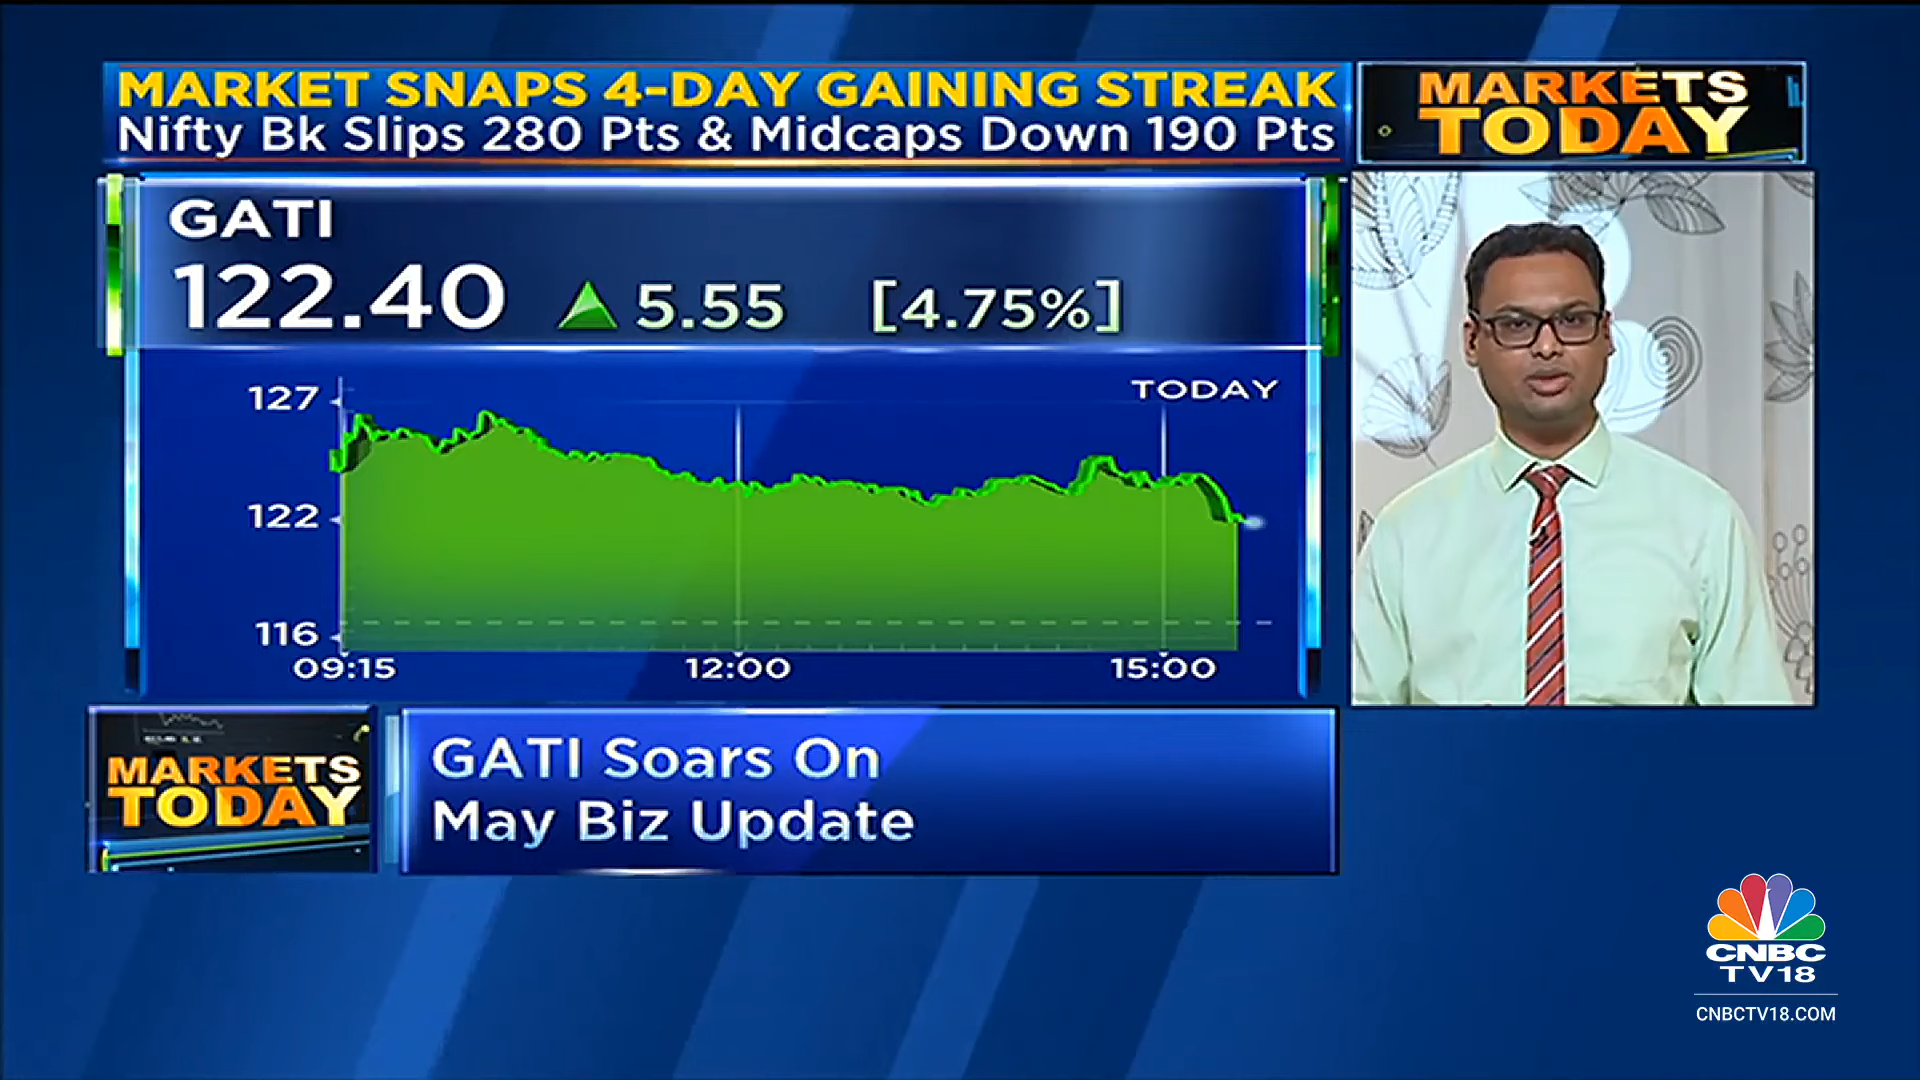 MARKET SNAPS 4-DAY GAINING STREAK
Nifty Bk Slips 280 Pts & Midcaps Down 190 Pts
MARKETS
TODAY
GATI
122.40 ▲ 5.55 [4.75%]
TODAY
127
122
116
09:15 12:00 15:00
MARKETS
TODAY
GATI Soars On
May Biz Update
CNBC
TV18
CNBCTV18.COM